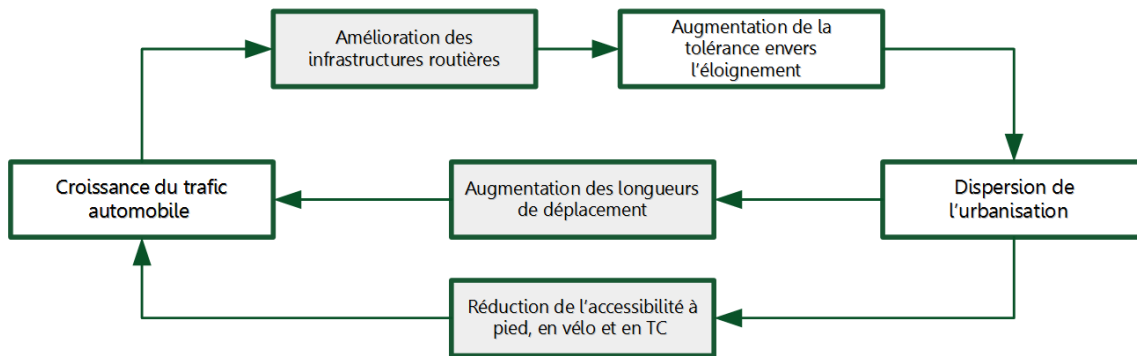 Amélioration des
infrastructures routières
Augmentation de la
tolérance envers
l’éloignement
Croissance du trafic
automobile
Augmentation des longueurs
de déplacement
Dispersion de
l’urbanisation
Réduction de l’accessibilité à
pied, en vélo et en TC